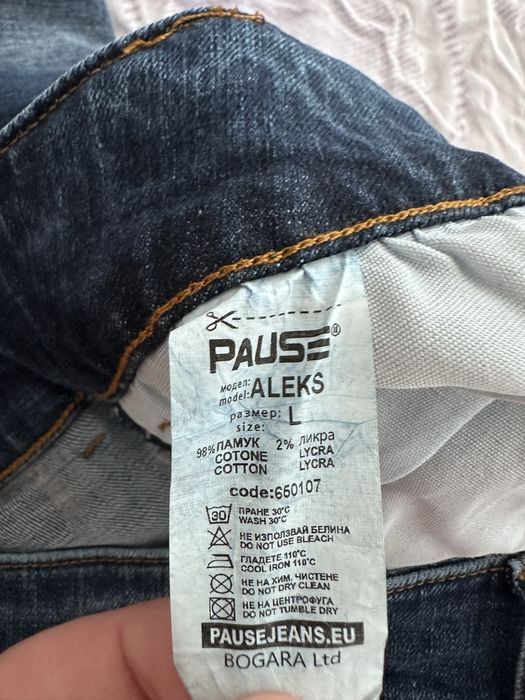 PAUSE®
модел:
model: ALEKS
размер:
size: L
98% ПАМУК 2% ликра
COTONE LYCRA
COTTON LYCRA
code:650107
30 ПРАНЕ 30°C
WASH 30°C
НЕ ИЗПОЛЗВАЙ БЕЛИНА
DO NOT USE BLEACH
ГЛАДЕТЕ 110°C
COOL IRON 110°C
НЕ НА ХИМ. ЧИСТЕНЕ
DO NOT DRY CLEAN
НЕ НА ЦЕНТРОФУГА
DO NOT TUMBLE DRY
PAUSEJEANS.EU
BOGARA Ltd